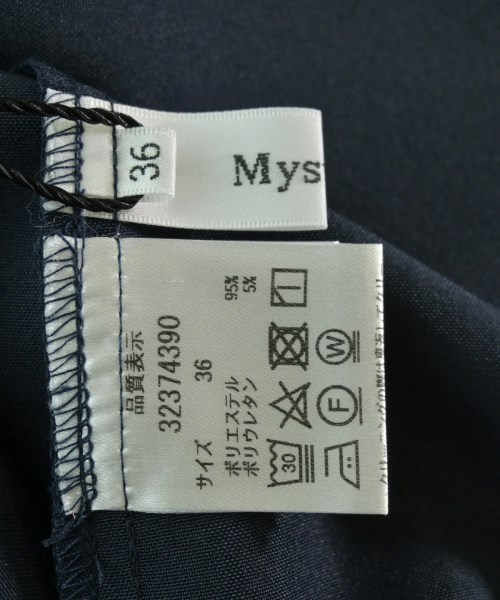 36
Mys
品質表示
32374390
サイズ 36
ポリエステル 95%
ポリウレタン 5%
30
F
W